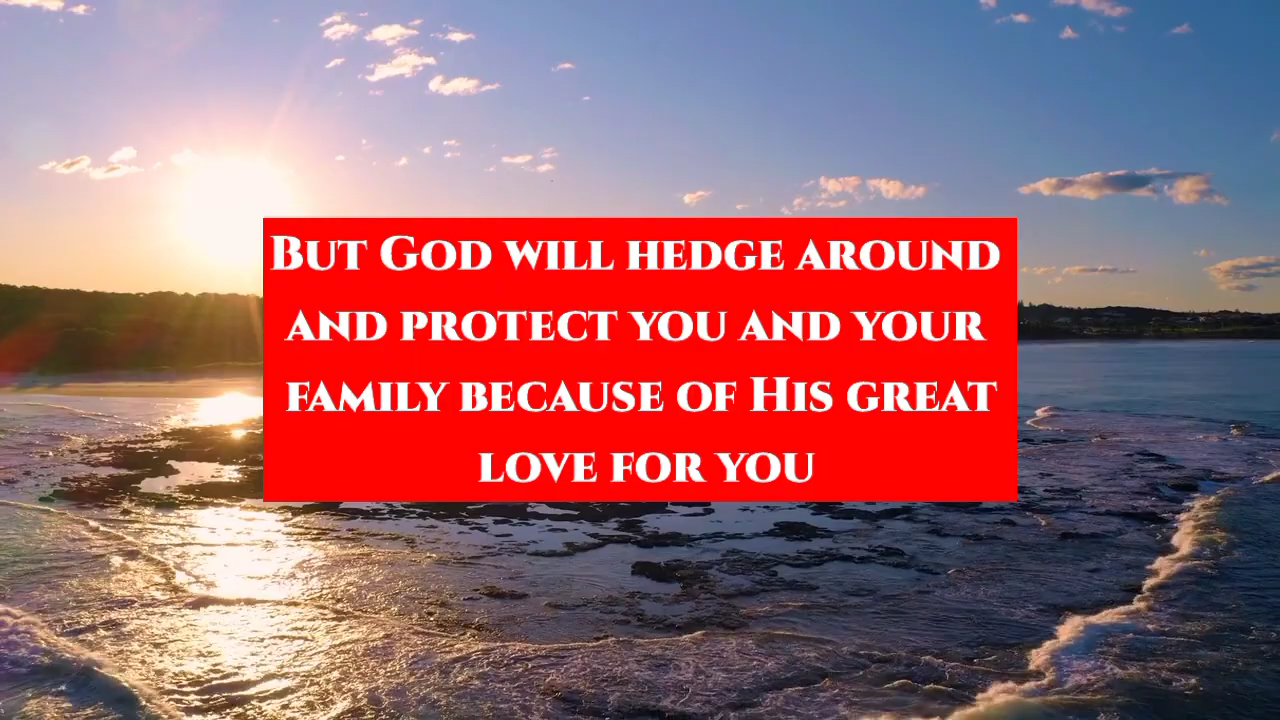 But God will hedge around
and protect you and your
family because of His great
love for you